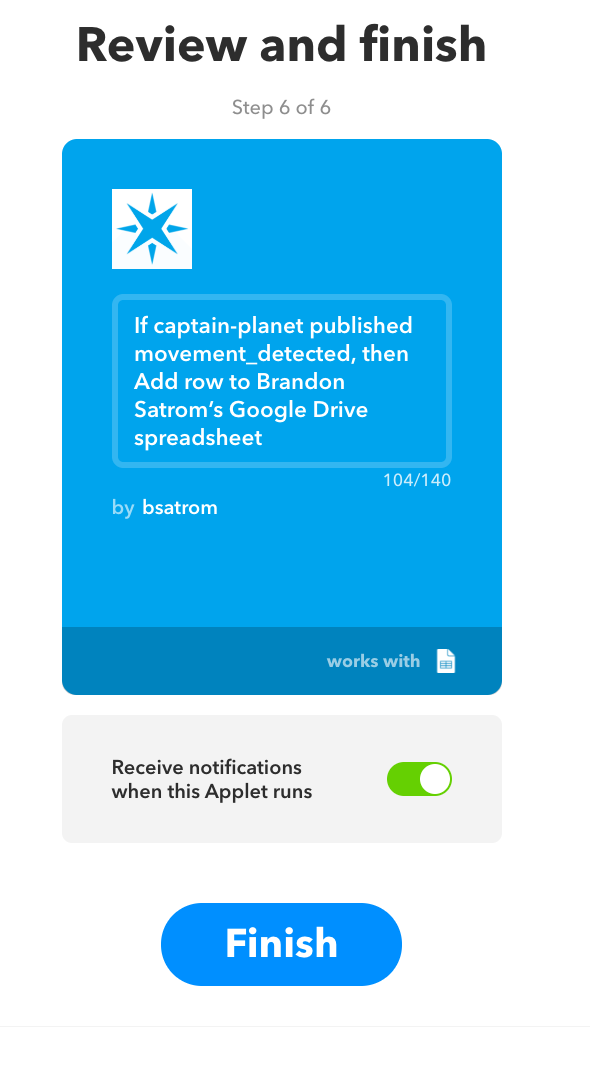 Review and finish
Step 6 of 6
If captain-planet published
movement_detected, then
Add row to Brandon
Satrom’s Google Drive
spreadsheet
104/140
by bsatrom
works with
Receive notifications
when this Applet runs
Finish